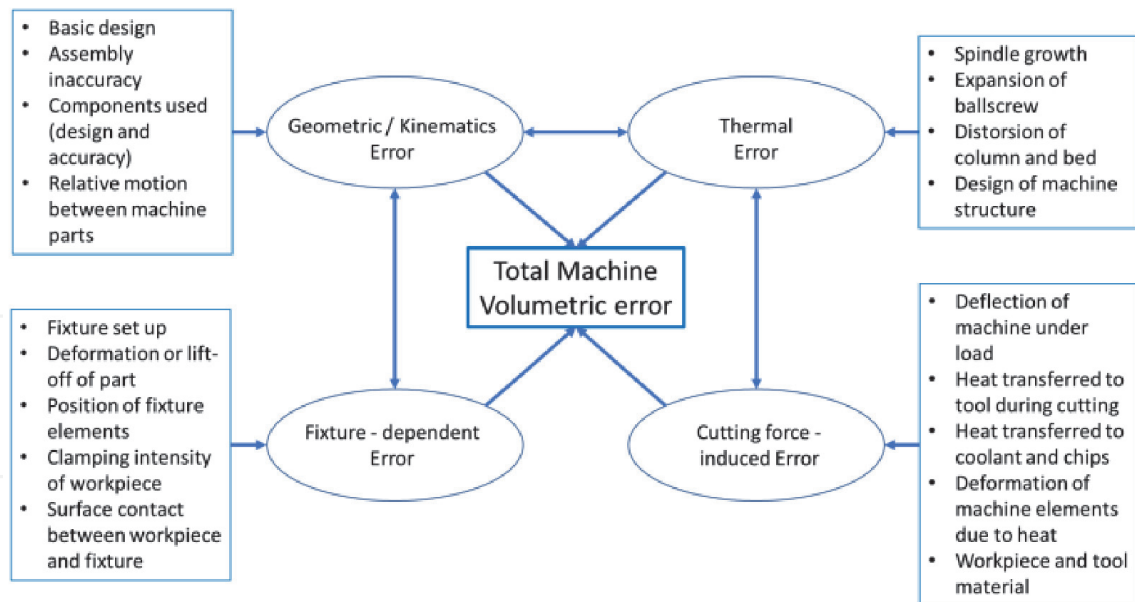 • Basic design
• Assembly
inaccuracy
• Components used
(design and
accuracy)
• Relative motion
between machine
parts
Geometric / Kinematics
Error
Thermal
Error
• Spindle growth
• Expansion of
ballscrew
• Distorsion of
column and bed
• Design of machine
structure
Total Machine
Volumetric error
• Fixture set up
• Deformation or lift-
off of part
• Position of fixture
elements
• Clamping intensity
of workpiece
• Surface contact
between workpiece
and fixture
Fixture - dependent
Error
Cutting force -
induced Error
• Deflection of
machine under
load
• Heat transferred to
tool during cutting
• Heat transferred to
coolant and chips
• Deformation of
machine elements
due to heat
• Workpiece and tool
material